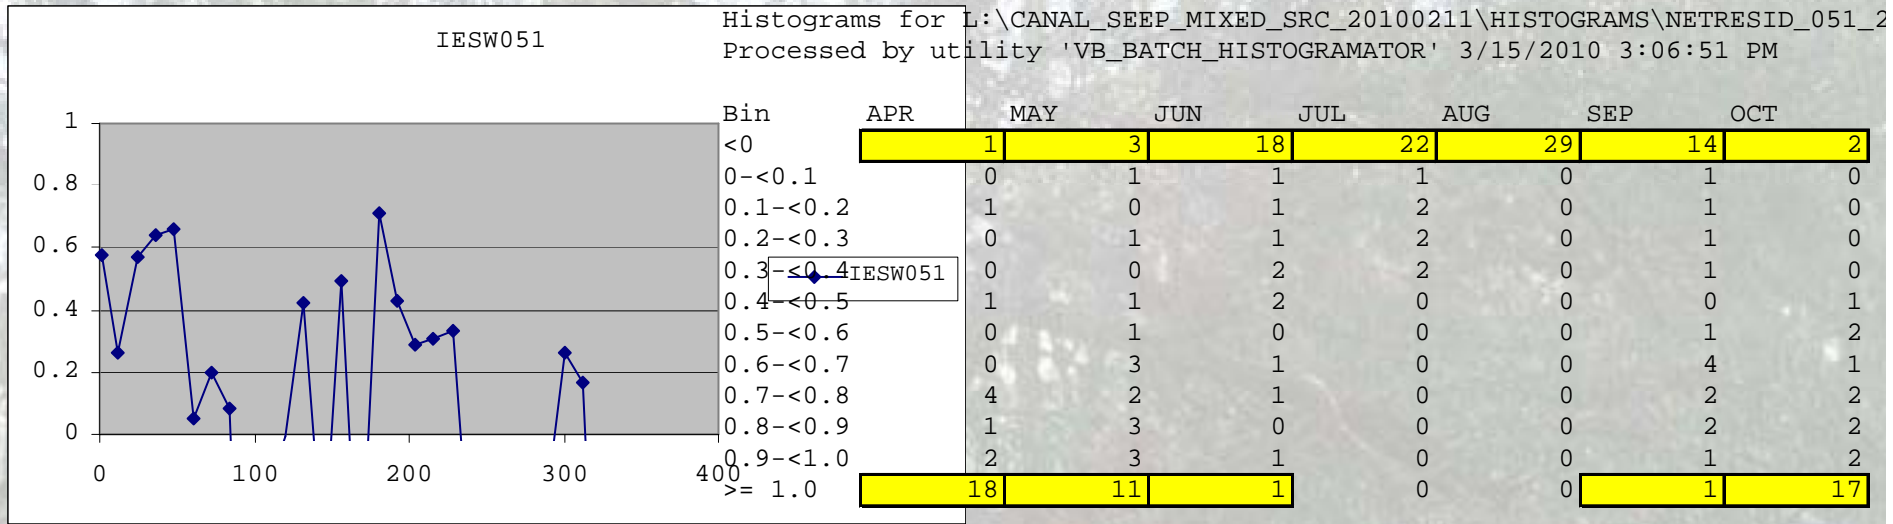 IESW051
1
0.8
0.6
0.4
0.2
0
0 100 200 300 400
IESW051
Histograms for L:\CANAL_SEEP_MIXED_SRC_20100211\HISTOGRAMS\NETRESID_051_2
Processed by utility 'VB_BATCH_HISTOGRAMATOR' 3/15/2010 3:06:51 PM
Bin APR MAY JUN JUL AUG SEP OCT
<0 1 3 18 22 29 14 2
0-<0.1 0 1 1 1 0 1 0
0.1-<0.2 1 0 1 2 0 1 0
0.2-<0.3 0 1 1 2 0 1 0
0.3-<0.4 0 0 2 2 0 1 0
0.4-<0.5 1 1 2 0 0 0 1
0.5-<0.6 0 1 0 0 0 1 2
0.6-<0.7 0 3 1 0 0 4 1
0.7-<0.8 4 2 1 0 0 2 2
0.8-<0.9 1 3 0 0 0 2 2
0.9-<1.0 2 3 1 0 0 1 2
>= 1.0 18 11 1 0 0 1 17